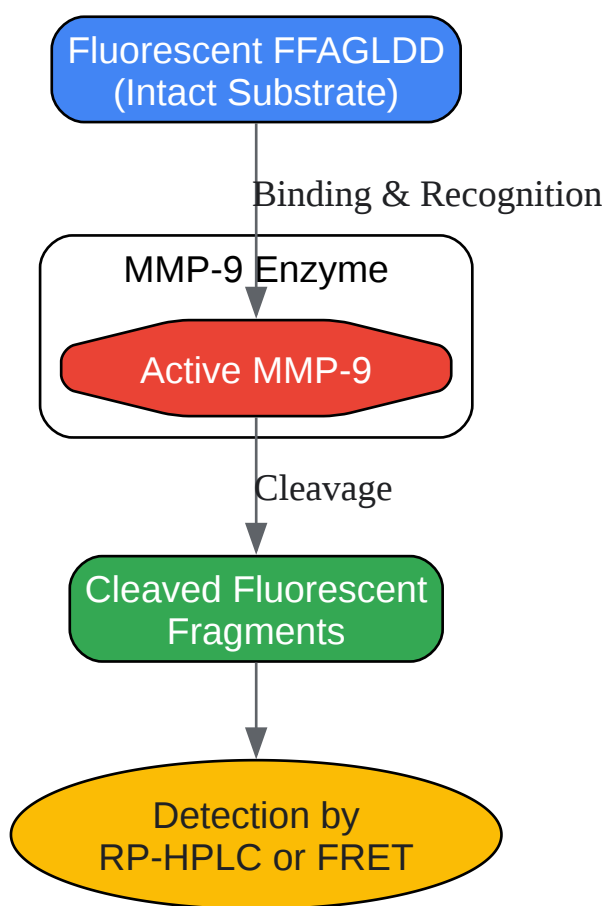 Fluorescent FFAGLDD
(Intact Substrate)
Binding & Recognition
MMP-9 Enzyme
Active MMP-9
Cleavage
Cleaved Fluorescent
Fragments
Detection by
RP-HPLC or FRET